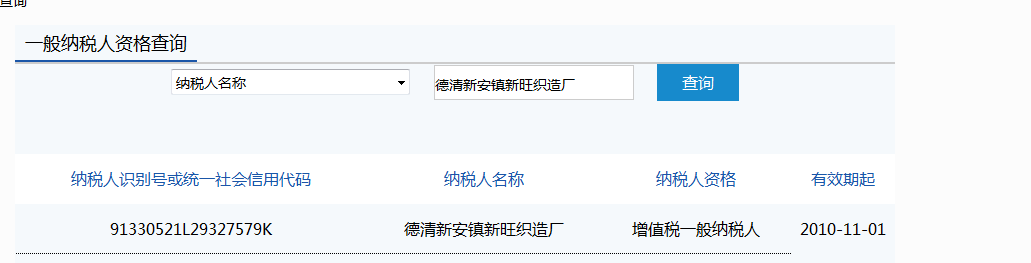 查询
一般纳税人资格查询
纳税人名称 德清新安镇新旺织造厂 查询
纳税人识别号或统一社会信用代码 纳税人名称 纳税人资格 有效期起
91330521L29327579K 德清新安镇新旺织造厂 增值税一般纳税人 2010-11-01